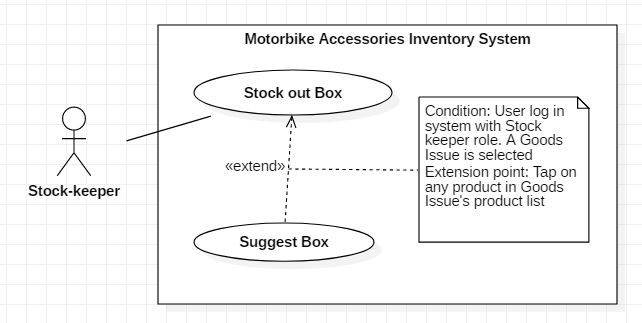 Motorbike Accessories Inventory System
Stock out Box
Condition: User log in
system with Stock
keeper role. A Goods
Issue is selected
Extension point: Tap on
any product in Goods
Issue's product list
«extend»
Stock-keeper
Suggest Box